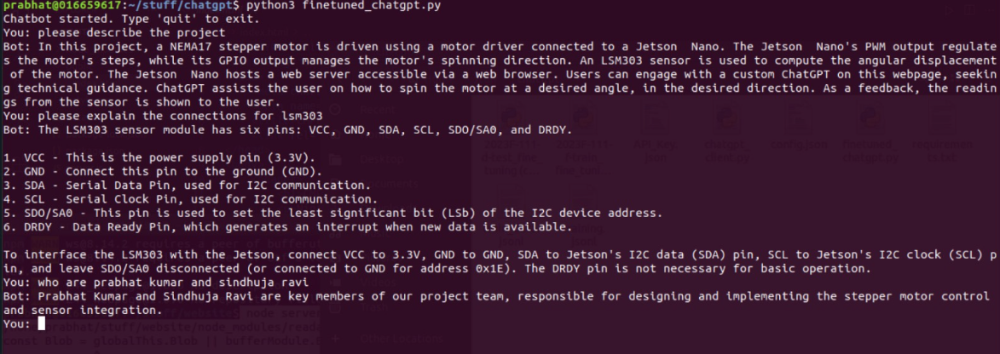 prabhat@016659617:~/stuff/chatgpt$ python3 finetuned_chatgpt.py
Chatbot started. Type 'quit' to exit.
You: please describe the project
Bot: In this project, a NEMA17 stepper motor is driven using a motor driver connected to a Jetson  Nano. The Jetson  Nano's PWM output regulate
s the motor's steps, while its GPIO output manages the motor's spinning direction. An LSM303 sensor is used to compute the angular displacement
 of the motor. The Jetson  Nano hosts a web server accessible via a web browser. Users can engage with a custom ChatGPT on this webpage, seekin
g technical guidance. ChatGPT assists the user on how to spin the motor at a desired angle, in the desired direction. As a feedback, the readin
gs from the sensor is shown to the user.
You: please explain the connections for lsm303
Bot: The LSM303 sensor module has six pins: VCC, GND, SDA, SCL, SDO/SA0, and DRDY.
1. VCC - This is the power supply pin (3.3V).
2. GND - Connect this pin to the ground (GND).
3. SDA - Serial Data Pin, used for I2C communication.
4. SCL - Serial Clock Pin, used for I2C communication.
5. SDO/SA0 - This pin is used to set the least significant bit (LSb) of the I2C device address.
6. DRDY - Data Ready Pin, which generates an interrupt when new data is available.
To interface the LSM303 with the Jetson, connect VCC to 3.3V, GND to GND, SDA to Jetson's I2C data (SDA) pin, SCL to Jetson's I2C clock (SCL) p
in, and leave SDO/SA0 disconnected (or connected to GND for address 0x1E). The DRDY pin is not necessary for basic operation.
You: who are prabhat kumar and sindhuja ravi
Bot: Prabhat Kumar and Sindhuja Ravi are key members of our project team, responsible for designing and implementing the stepper motor control
and sensor integration.
You: